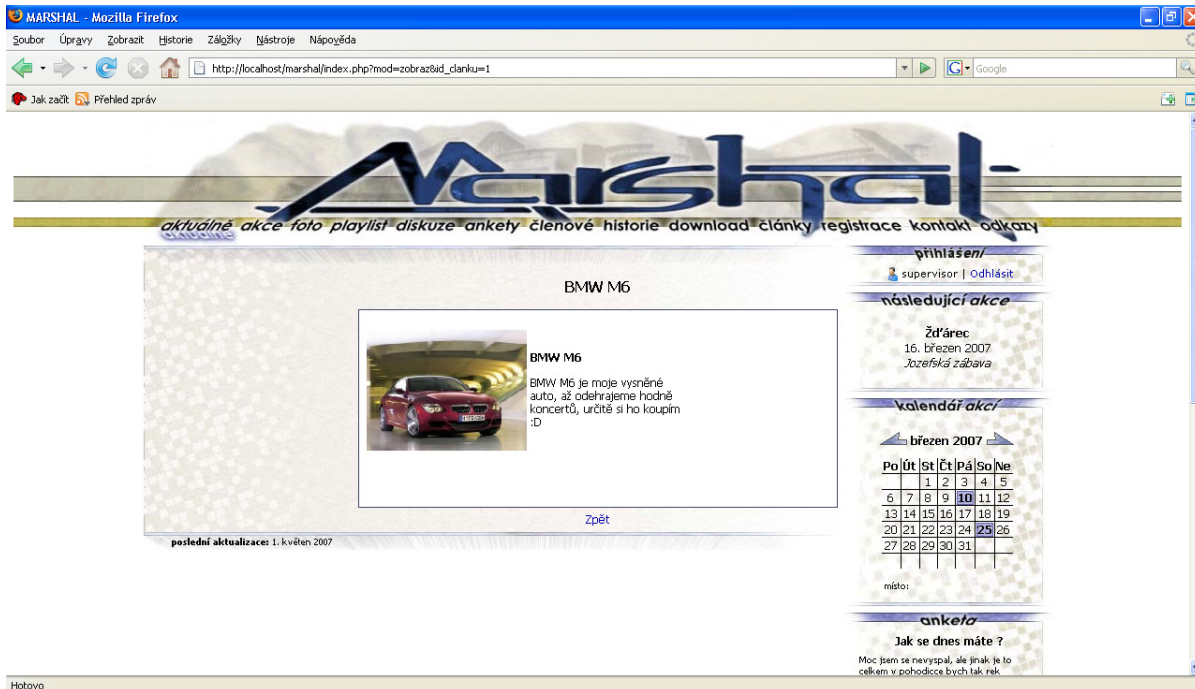 MARSHAL - Mozilla Firefox
Soubor Úpravy Zobrazit Historie Záložky Nástroje Nápověda
http://localhost/marshal/index.php?mod=zobraz&id_clanku=1
Google
Jak začít Přehled zpráv
Marshal
aktuálně akce foto playlist diskuze ankety členové historie download články registrace kontakt odkazy
přihlášení
supervisor | Odhlásit
BMW M6
BMW M6
BMW M6 je moje vysněné
auto, až odehrajeme hodně
koncertů, určitě si ho koupím
:D
Zpět
poslední aktualizace: 1. květen 2007
následující akce
Žďárec
16. březen 2007
Jozefská zábava
kalendář akcí
březen 2007
Po Út St Čt Pá So Ne
1 2 3 4 5
6 7 8 9 10 11 12
13 14 15 16 17 18 19
20 21 22 23 24 25 26
27 28 29 30 31
místo:
anketa
Jak se dnes máte ?
Moc jsem se nevyspal, ale jinak je to
celkem v pohodicce bych tak rek
Hotovo